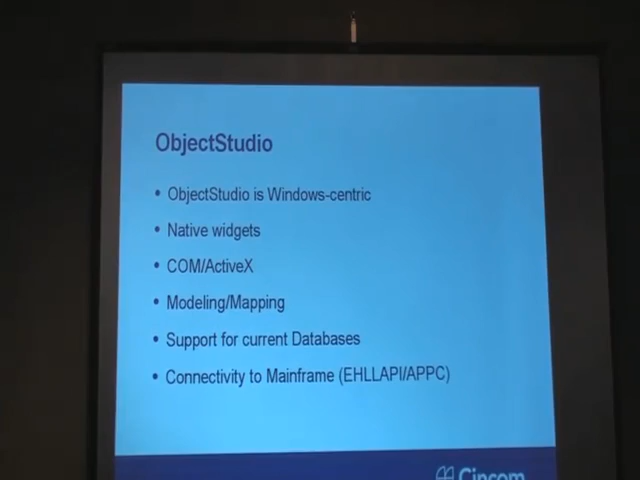 ObjectStudio
• ObjectStudio is Windows-centric
• Native widgets
• COM/ActiveX
• Modeling/Mapping
• Support for current Databases
• Connectivity to Mainframe (EHLLAPI/APPC)
Cincom